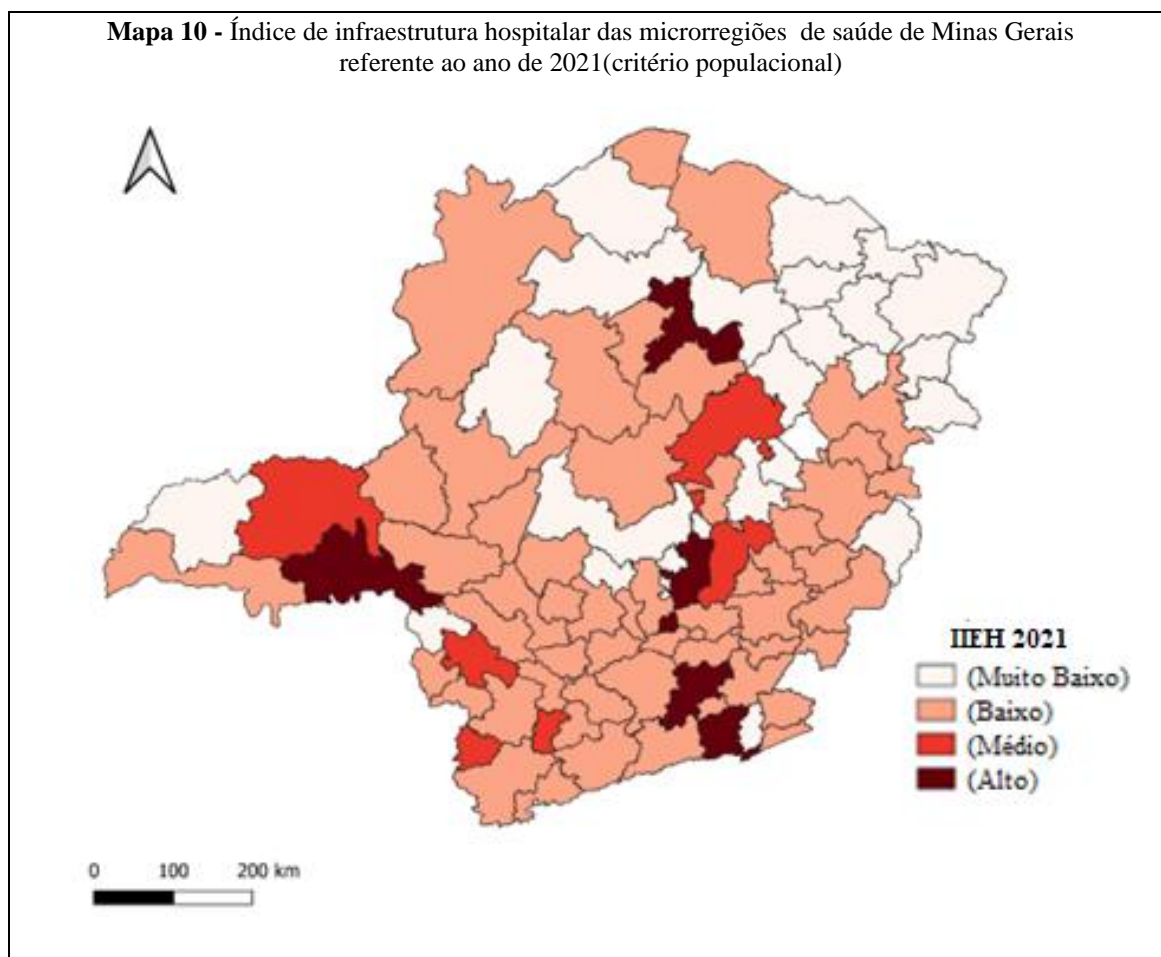 Mapa 10 - Índice de infraestrutura hospitalar das microrregiões de saúde de Minas Gerais
referente ao ano de 2021(critério populacional)
IIEH 2021
(Muito Baixo)
(Baixo)
(Médio)
(Alto)
0 100 200 km